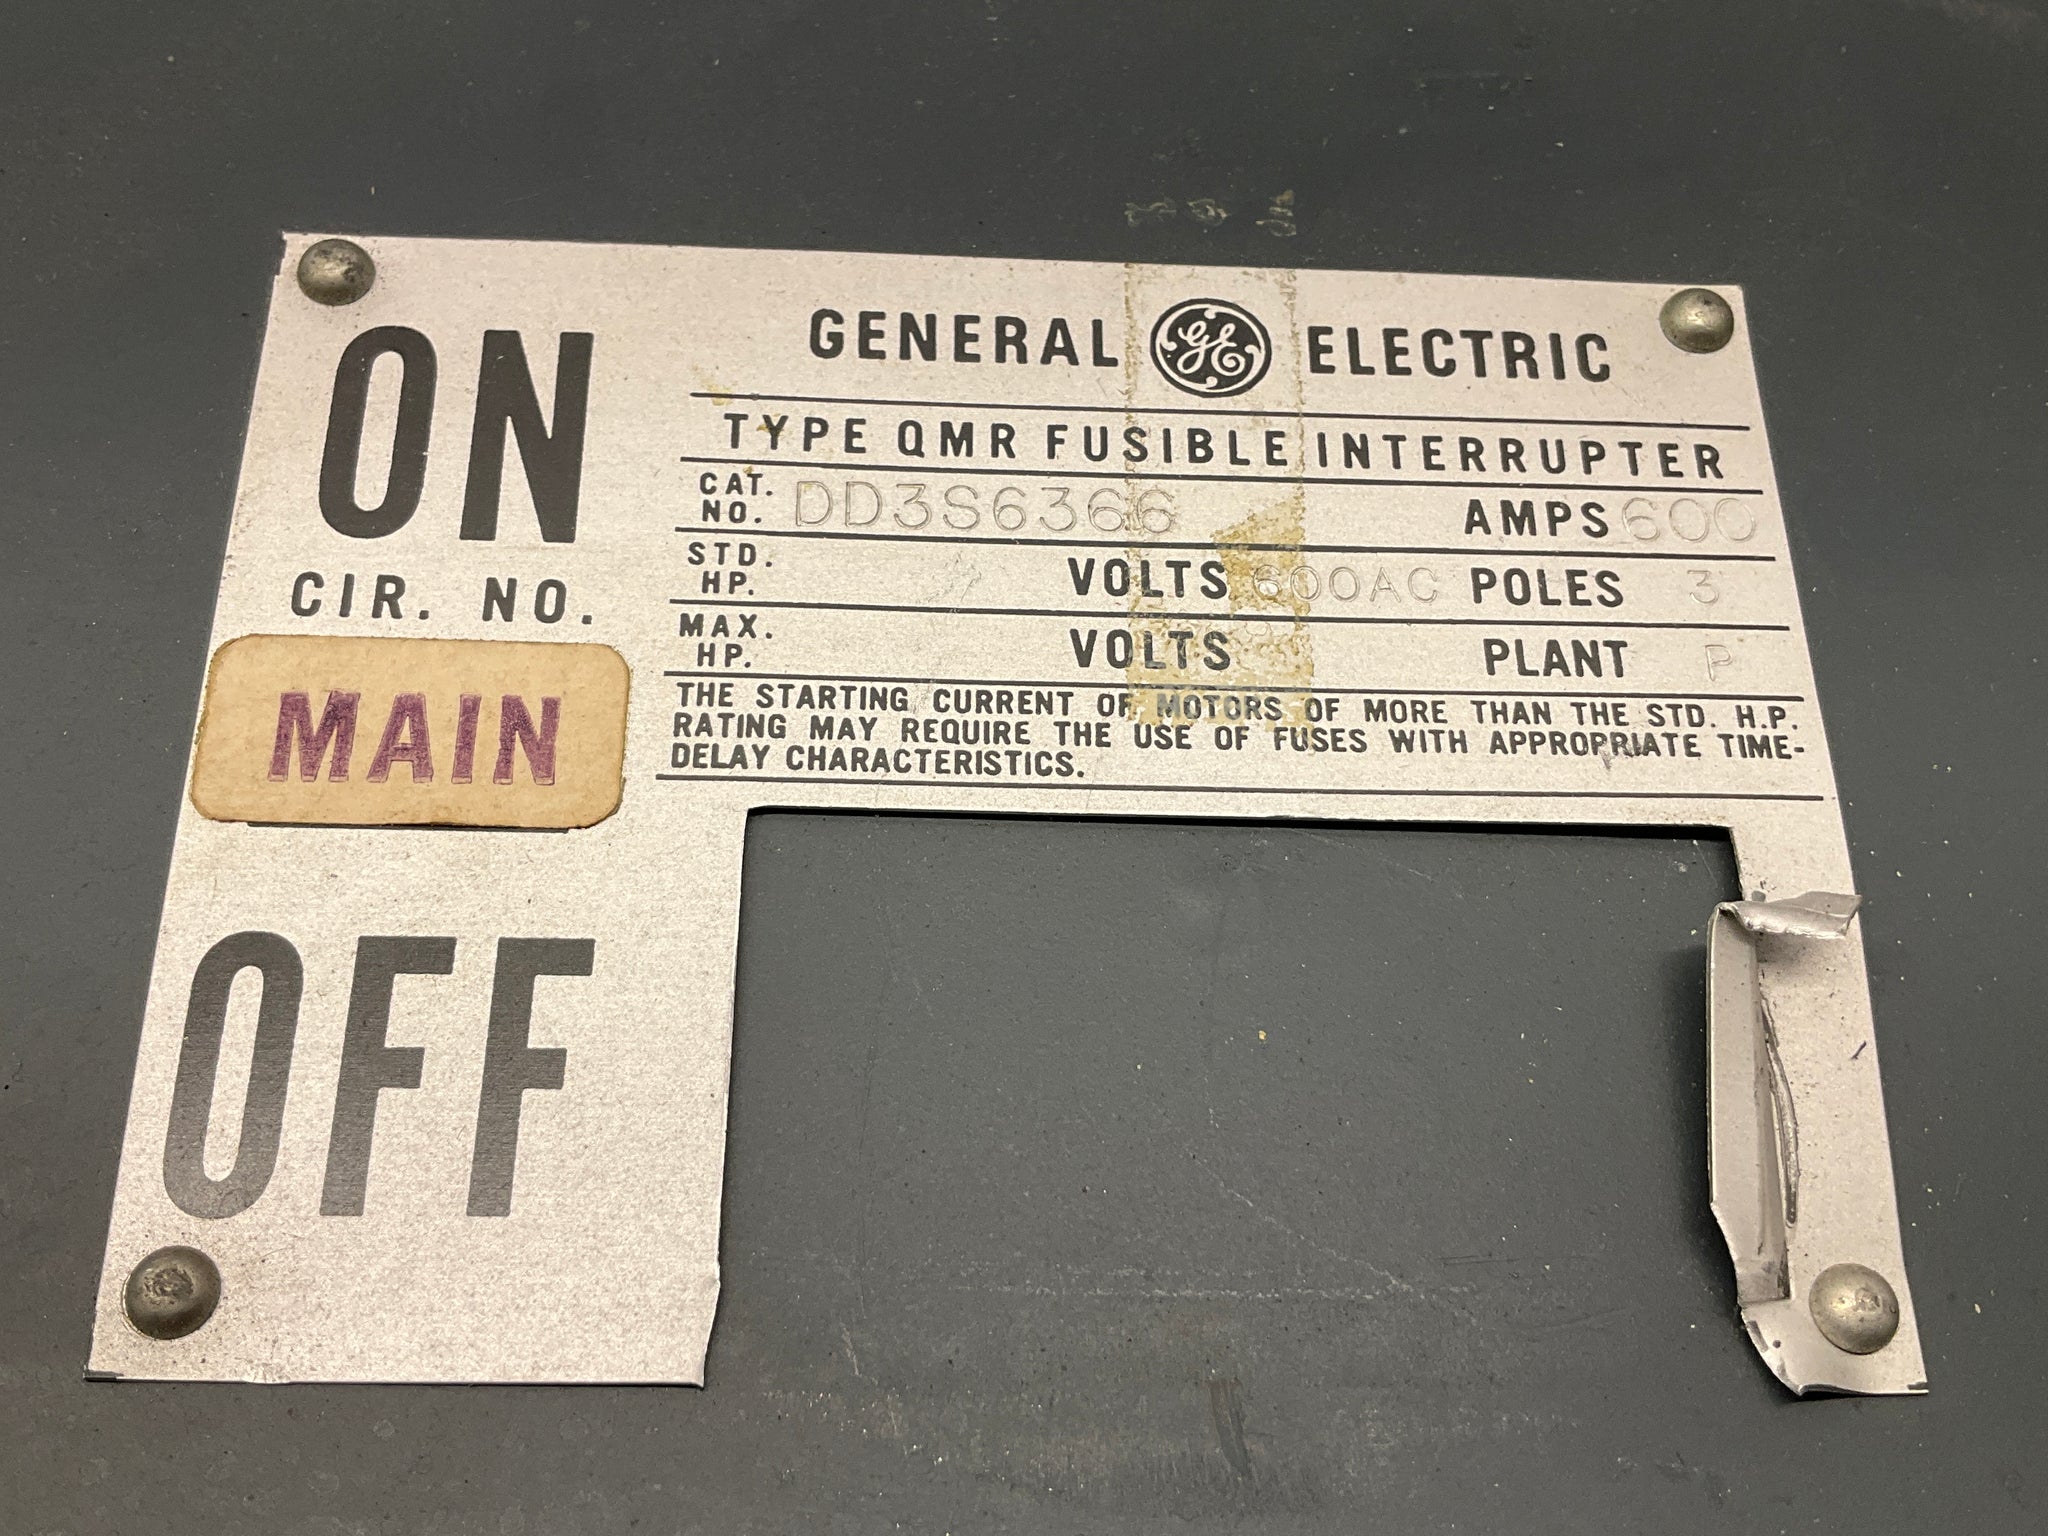 ON
CIR. NO.
MAIN
OFF
GENERAL GE ELECTRIC
TYPE QMR FUSIBLE INTERRUPTER
CAT. NO. DD3S6366 AMPS 600
STD. HP. VOLTS 600AC POLES 3
MAX. HP. VOLTS PLANT P
THE STARTING CURRENT OF MOTORS OF MORE THAN THE STD. H.P.
RATING MAY REQUIRE THE USE OF FUSES WITH APPROPRIATE TIME-
DELAY CHARACTERISTICS.